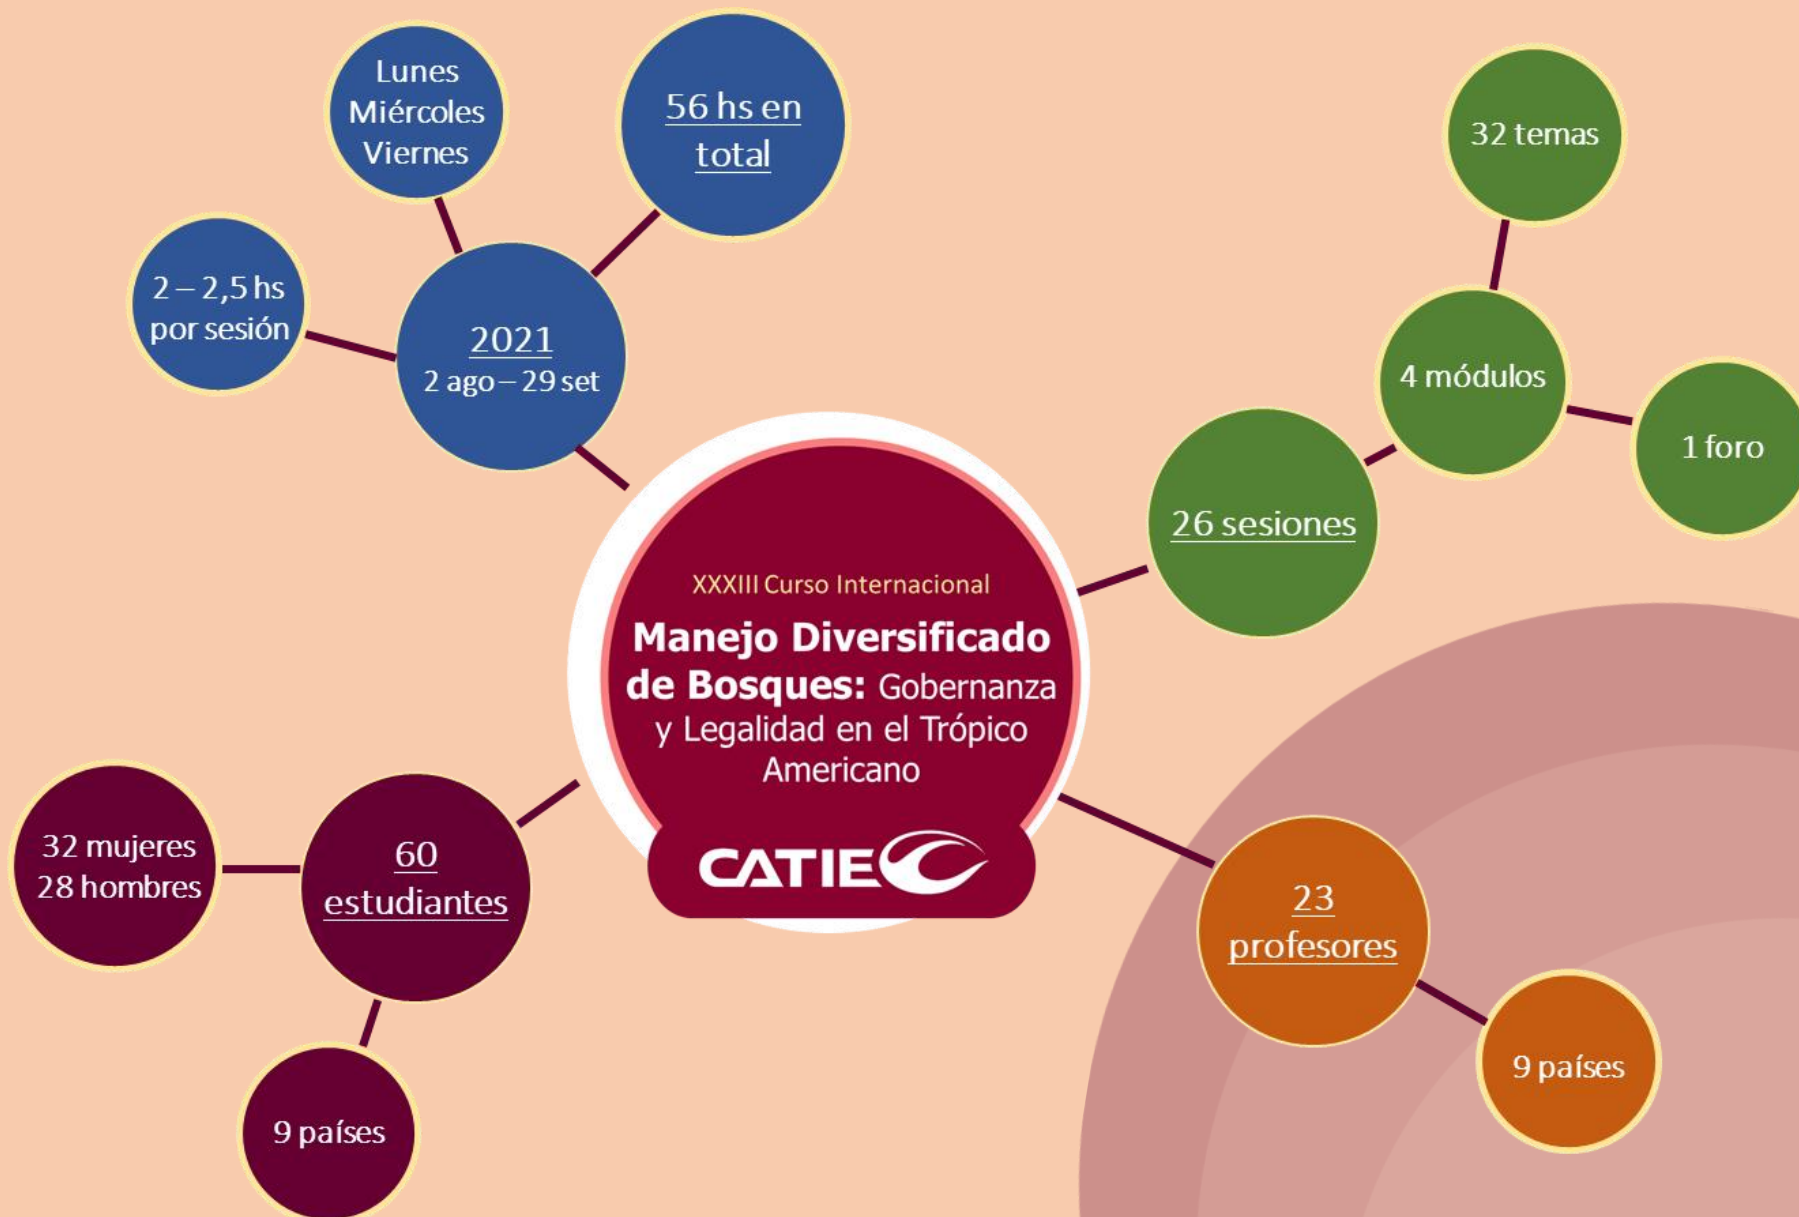 Lunes
Miércoles
Viernes
56 hs en
total
2 – 2,5 hs
por sesión
2021
2 ago – 29 set
32 temas
4 módulos
1 foro
26 sesiones
XXXIII Curso Internacional
Manejo Diversificado
de Bosques: Gobernanza
y Legalidad en el Trópico
Americano
CATIE
32 mujeres
28 hombres
60
estudiantes
9 países
23
profesores
9 países